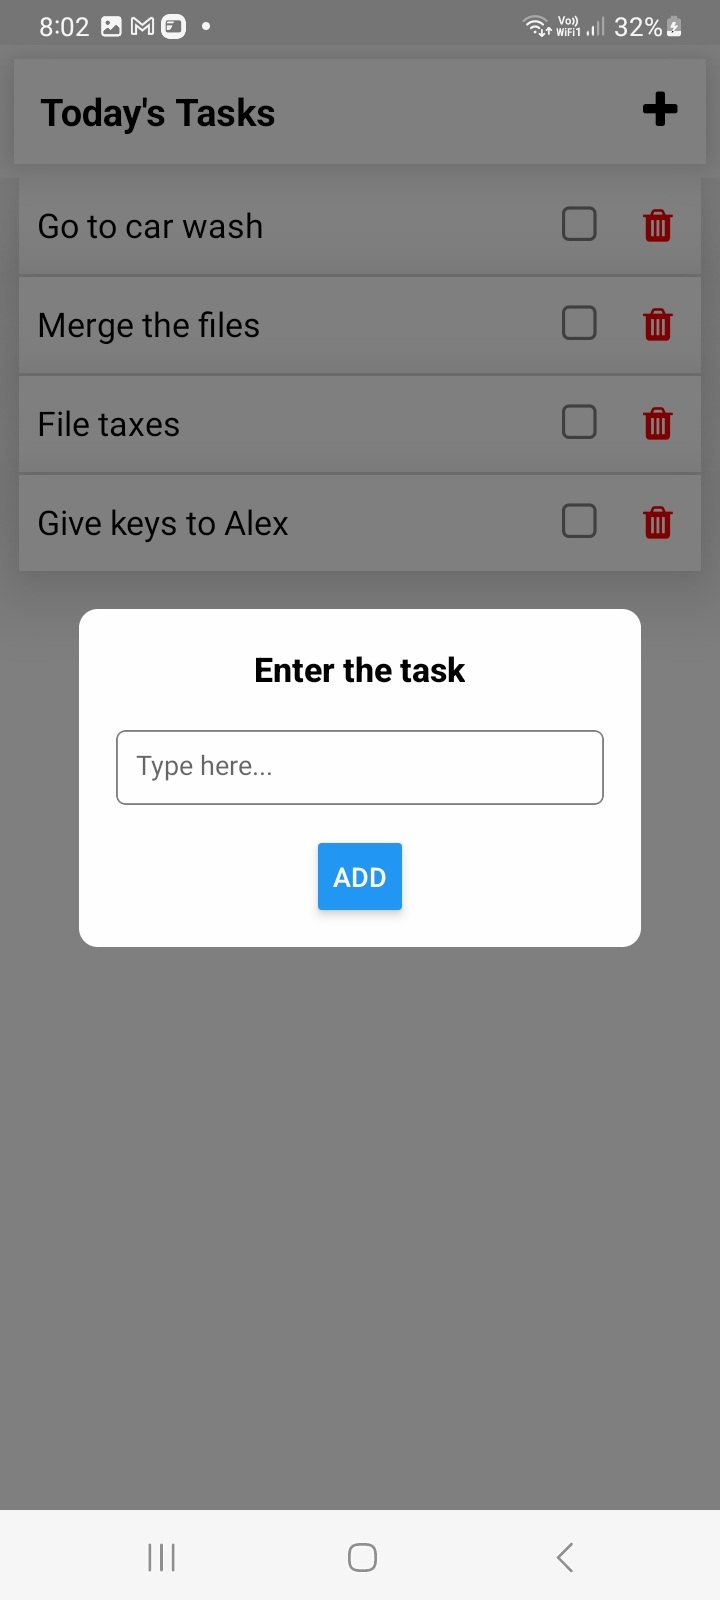 8:02 Vo)) WiFi1 32%
Today's Tasks
Go to car wash
Merge the files
File taxes
Give keys to Alex
Enter the task
Type here...
ADD